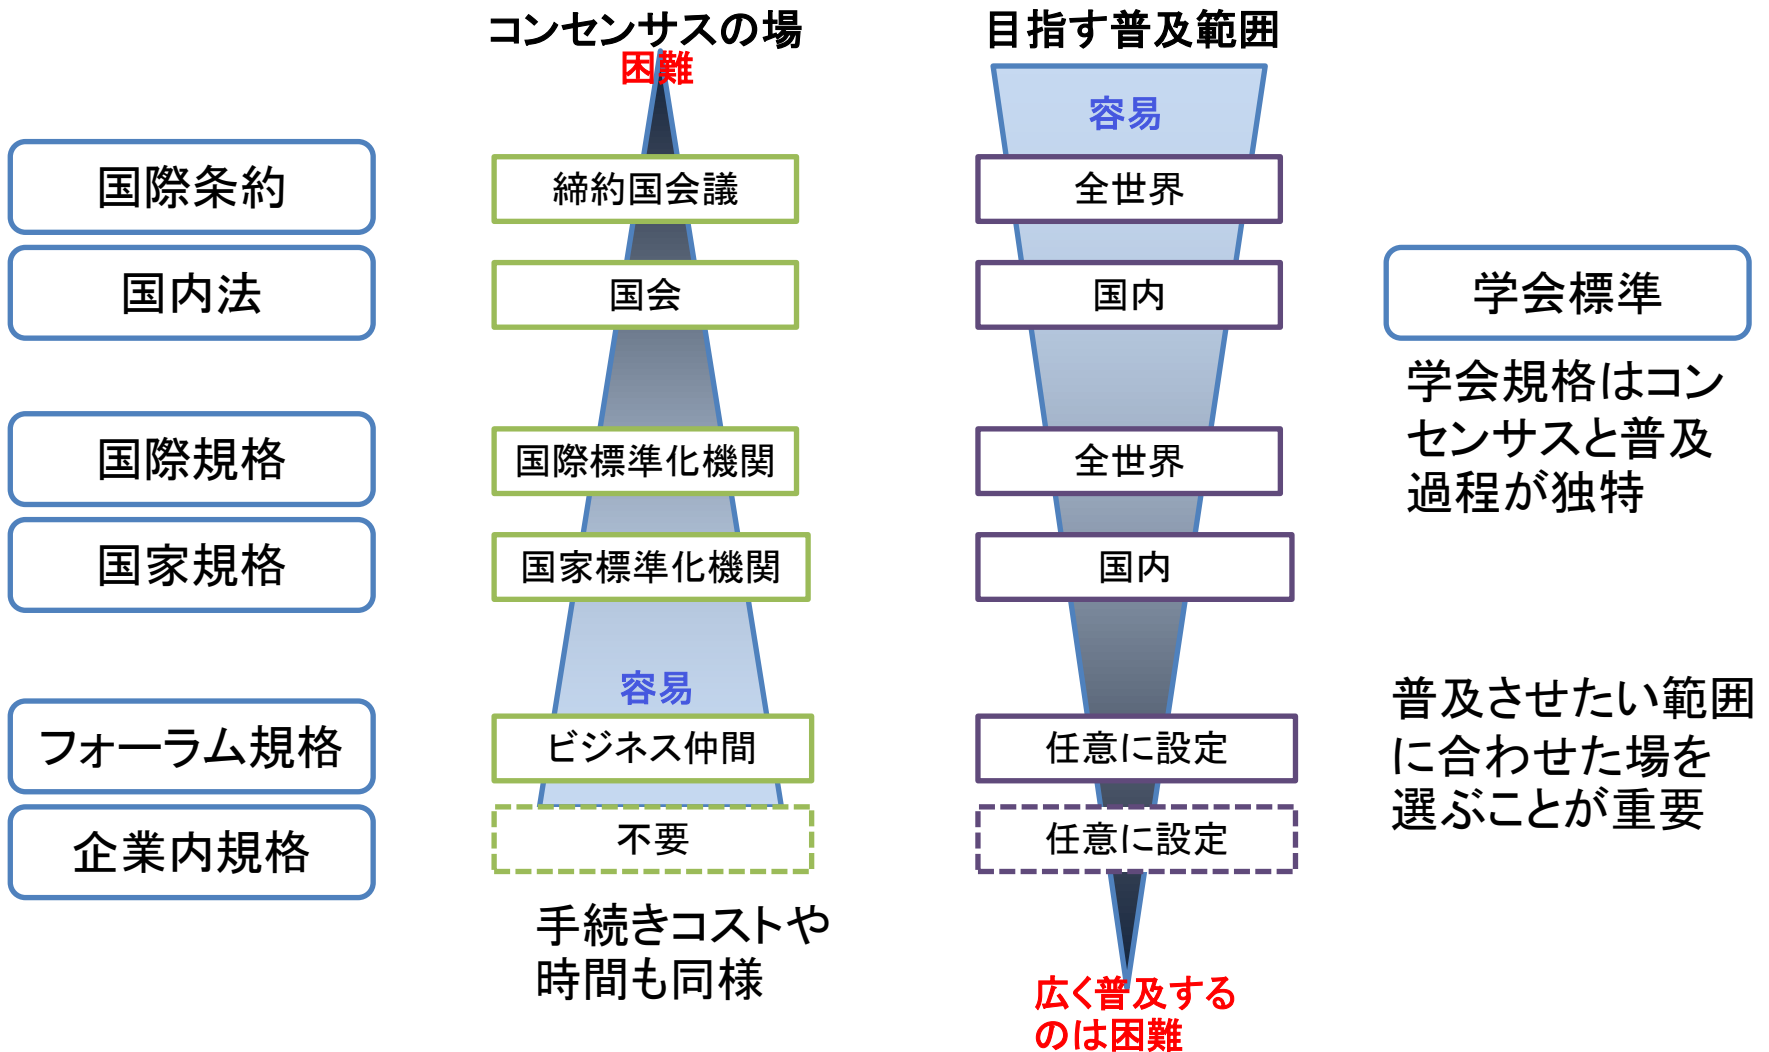 コンセンサスの場
目指す普及範囲
困難
容易
国際条約
締約国会議
全世界
国内法
国会
国内
学会標準
学会規格はコン
センサスと普及
過程が独特
国際規格
国際標準化機関
全世界
国家規格
国家標準化機関
国内
容易
フォーラム規格
ビジネス仲間
任意に設定
普及させたい範囲
に合わせた場を
選ぶことが重要
企業内規格
不要
任意に設定
手続きコストや
時間も同様
広く普及する
のは困難